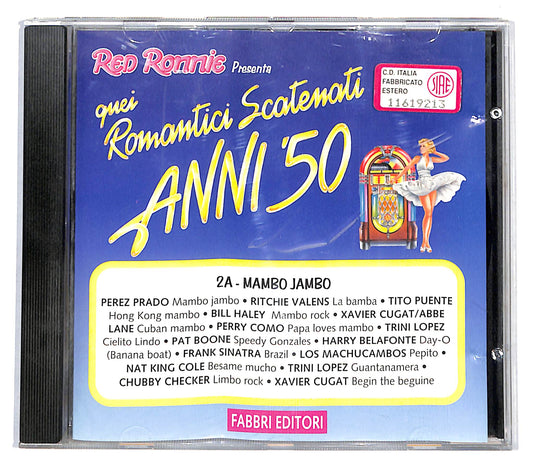 RED RONNIE Presenta
quei
Romantici Scatenati
ANNI '50
C.D. ITALIA
FABBRICATO
ESTERO
SIAE
11619213
2A - MAMBO JAMBO
PEREZ PRADO Mambo jambo • RITCHIE VALENS La bamba • TITO PUENTE
Hong Kong mambo • BILL HALEY Mambo rock • XAVIER CUGAT/ABBE
LANE Cuban mambo • PERRY COMO Papa loves mambo • TRINI LOPEZ
Cielito Lindo • PAT BOONE Speedy Gonzales • HARRY BELAFONTE Day-O
(Banana boat) • FRANK SINATRA Brazil • LOS MACHUCAMBOS Pepito •
NAT KING COLE Besame mucho • TRINI LOPEZ Guantanamera •
CHUBBY CHECKER Limbo rock • XAVIER CUGAT Begin the beguine
FABBRI EDITORI